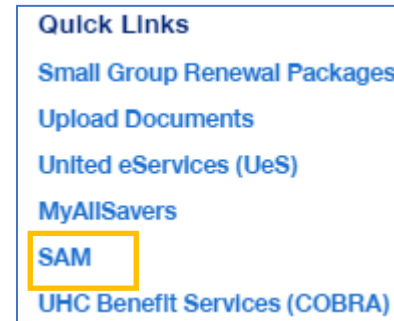 Quick Links
Small Group Renewal Packages
Upload Documents
United eServices (UeS)
MyAllSavers
SAM
UHC Benefit Services (COBRA)